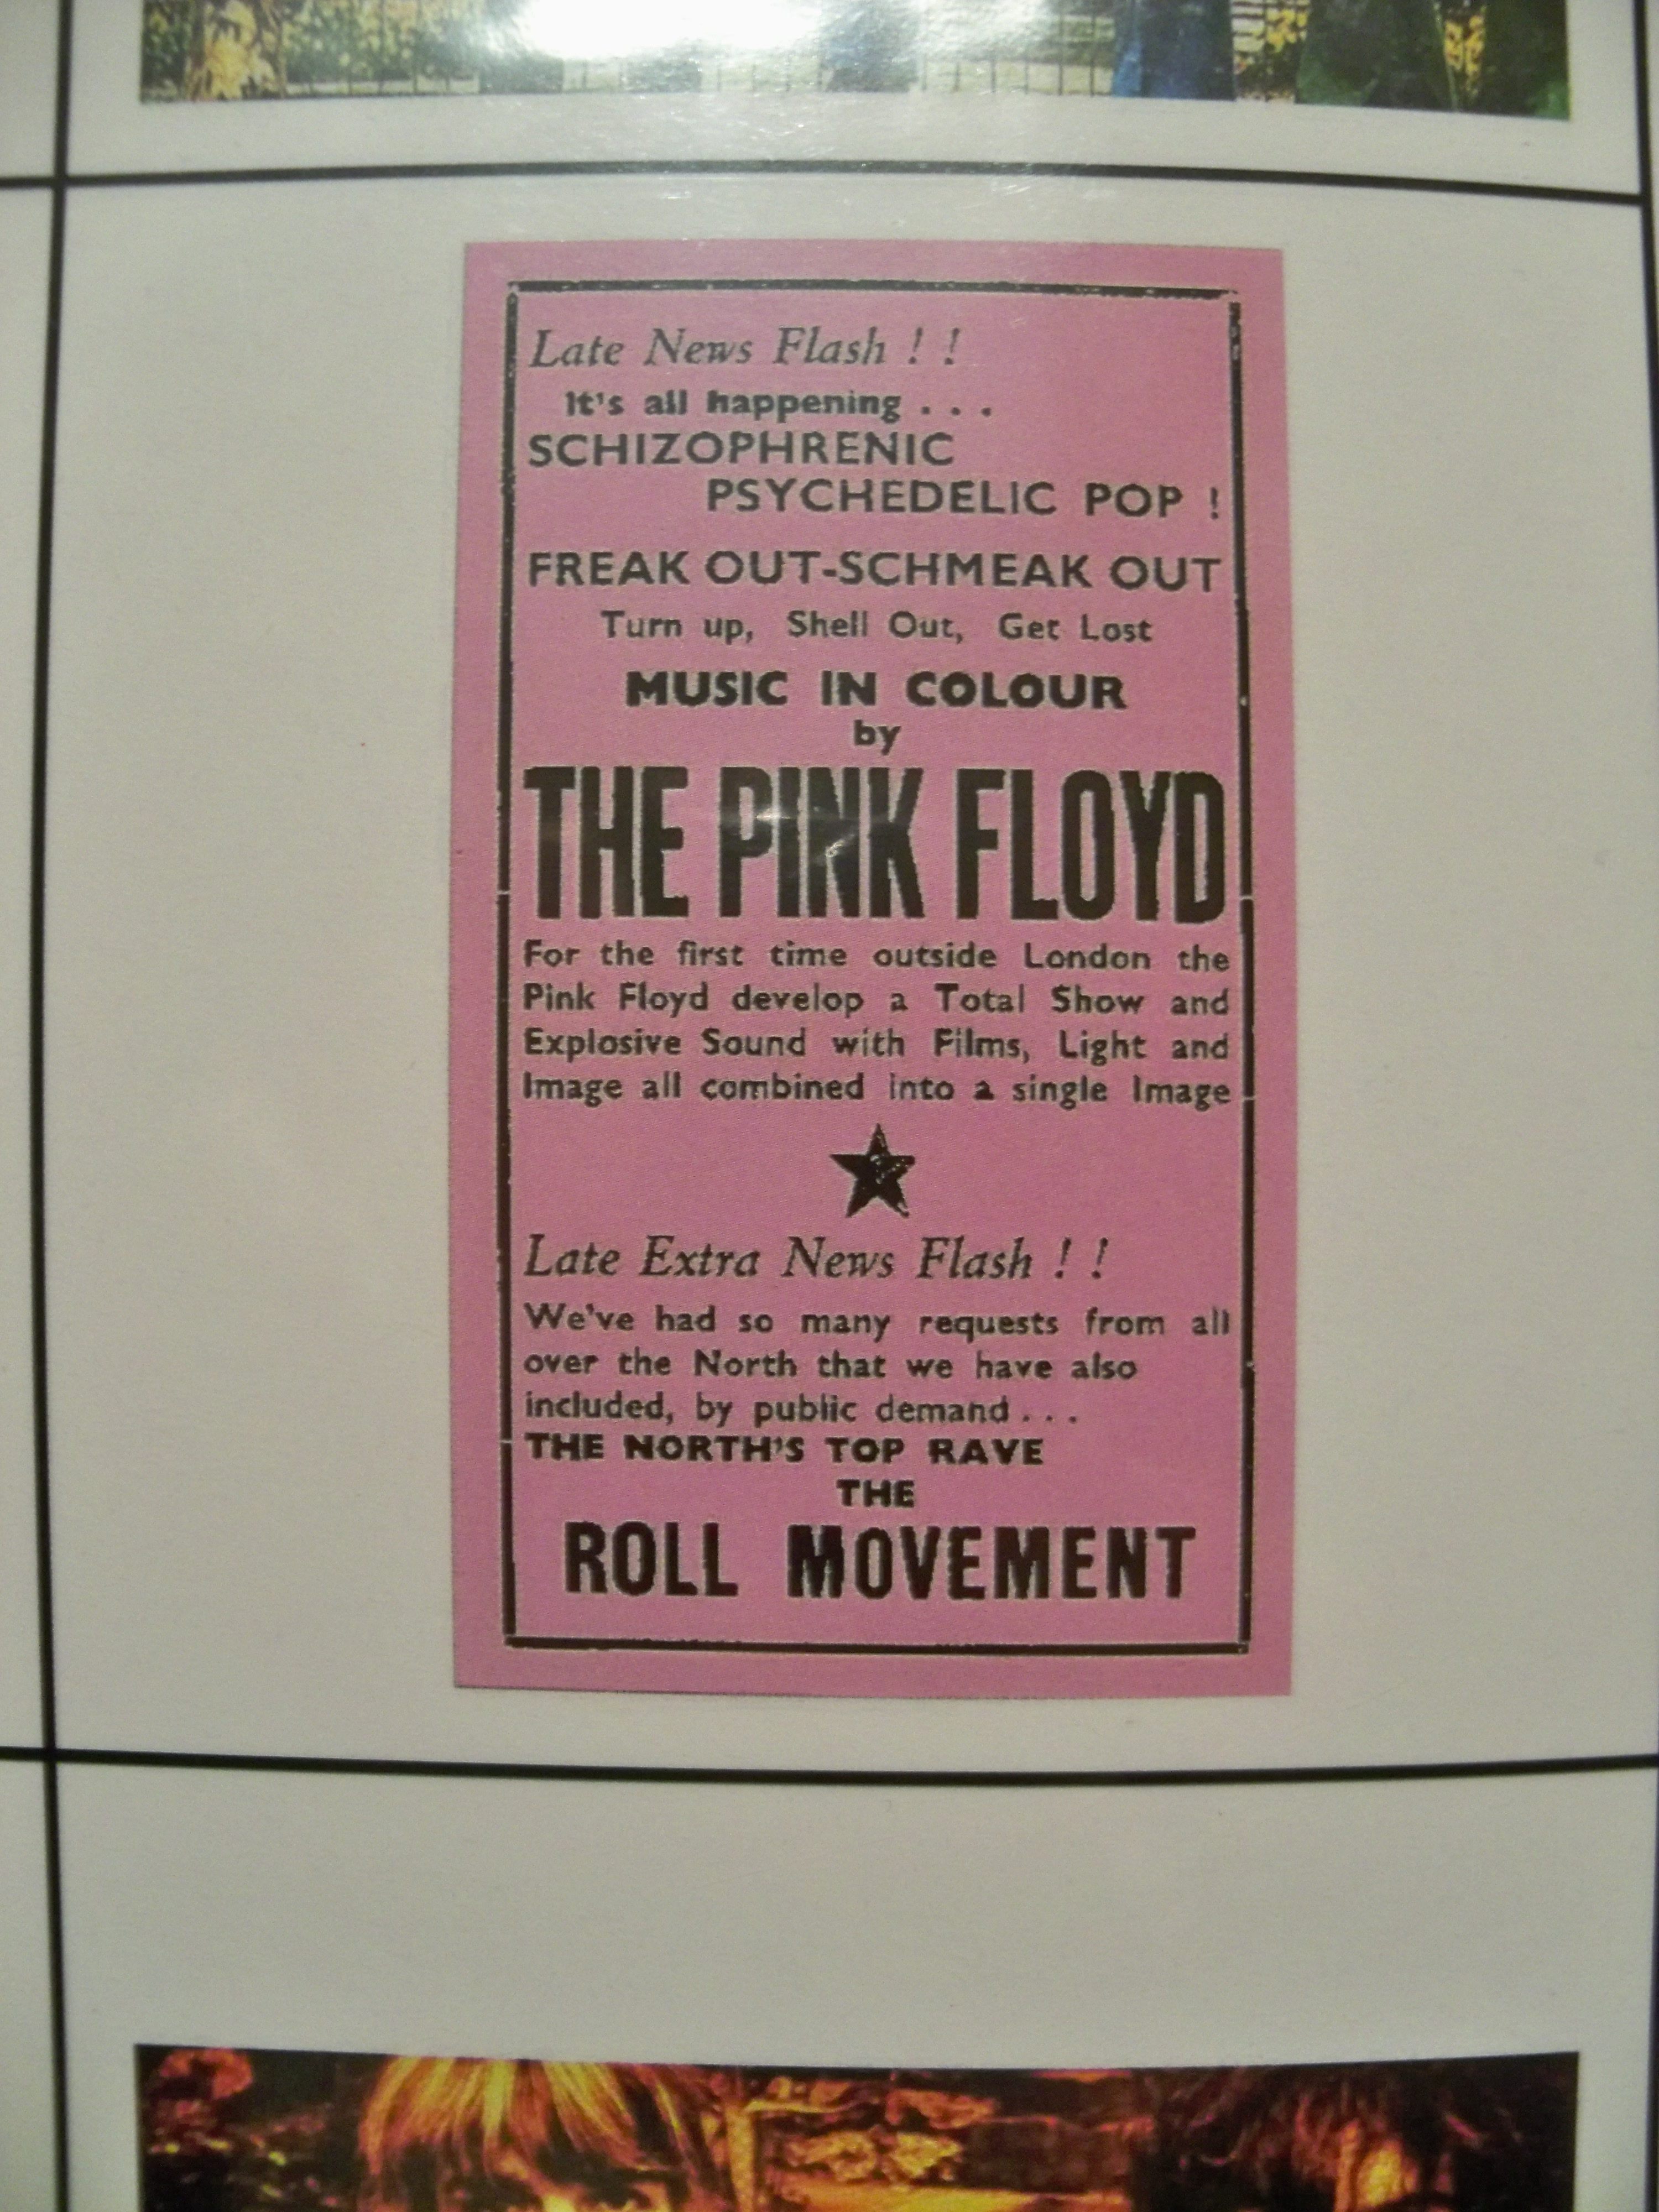 Late News Flash ! !
It's all happening . . .
SCHIZOPHRENIC
PSYCHEDELIC POP !
FREAK OUT-SCHMEAK OUT
Turn up, Shell Out, Get Lost
MUSIC IN COLOUR
by
THE PINK FLOYD
For the first time outside London the
Pink Floyd develop a Total Show and
Explosive Sound with Films, Light and
Image all combined into a single Image
Late Extra News Flash ! !
We've had so many requests from all
over the North that we have also
included, by public demand . . .
THE NORTH'S TOP RAVE
THE
ROLL MOVEMENT